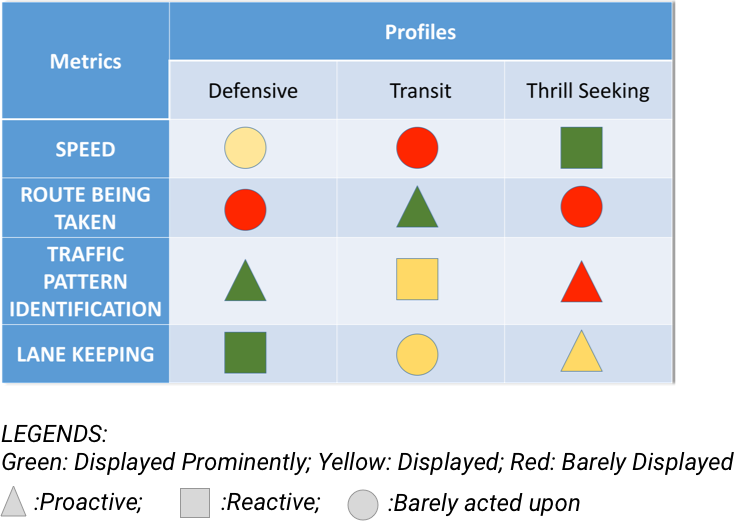 Metrics
Profiles
Defensive
Transit
Thrill Seeking
SPEED
ROUTE BEING
TAKEN
TRAFFIC
PATTERN
IDENTIFICATION
LANE KEEPING
LEGENDS:
Green: Displayed Prominently; Yellow: Displayed; Red: Barely Displayed
:Proactive; :Reactive; :Barely acted upon